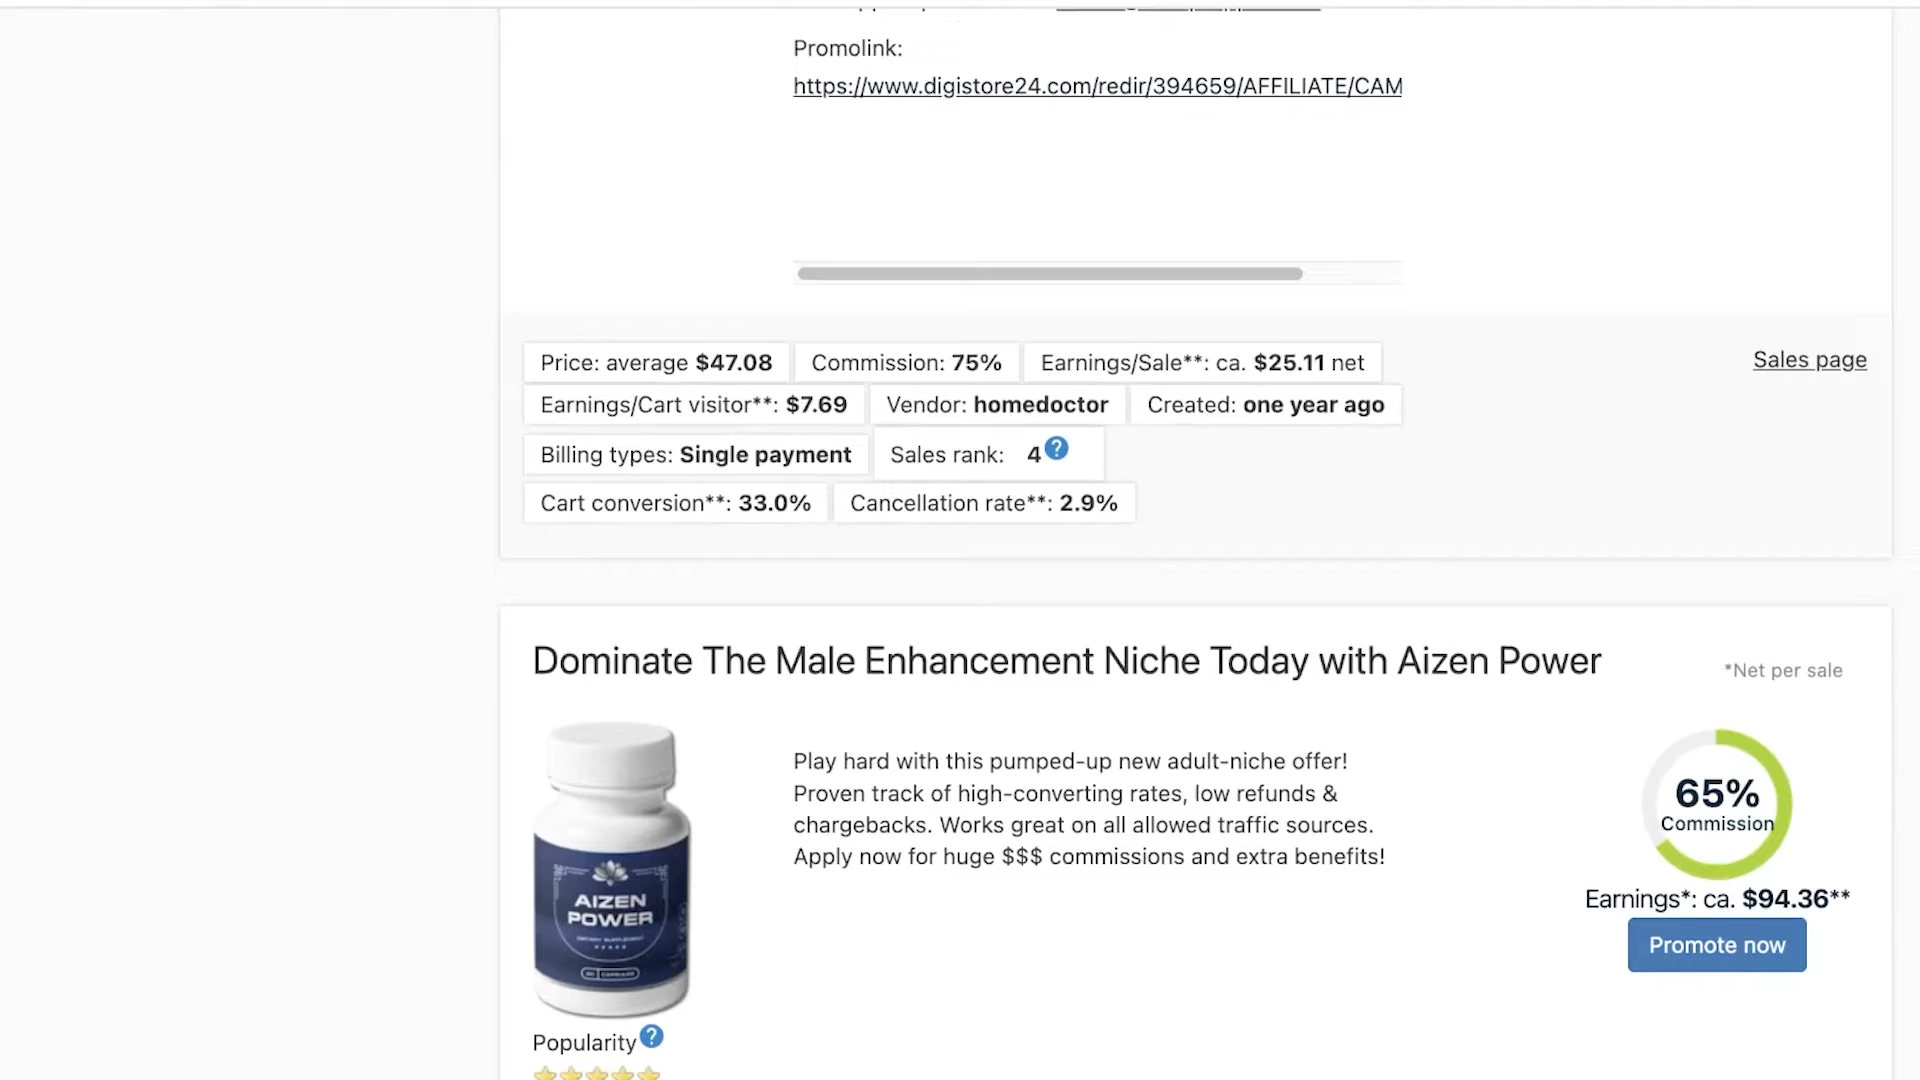 Promolink:
https://www.digistore24.com/redir/394659/AFFILIATE/CAM
Price: average $47.08
Commission: 75%
Earnings/Sale**: ca. $25.11 net
Sales page
Earnings/Cart visitor**: $7.69
Vendor: homedoctor
Created: one year ago
Billing types: Single payment
Sales rank: 4 ?
Cart conversion**: 33.0%
Cancellation rate**: 2.9%
Dominate The Male Enhancement Niche Today with Aizen Power
*Net per sale
Play hard with this pumped-up new adult-niche offer!
Proven track of high-converting rates, low refunds &
chargebacks. Works great on all allowed traffic sources.
Apply now for huge $$$ commissions and extra benefits!
65%
Commission
Earnings*: ca. $94.36**
Promote now
AIZEN
POWER
DIETARY SUPPLEMENT
Popularity ?